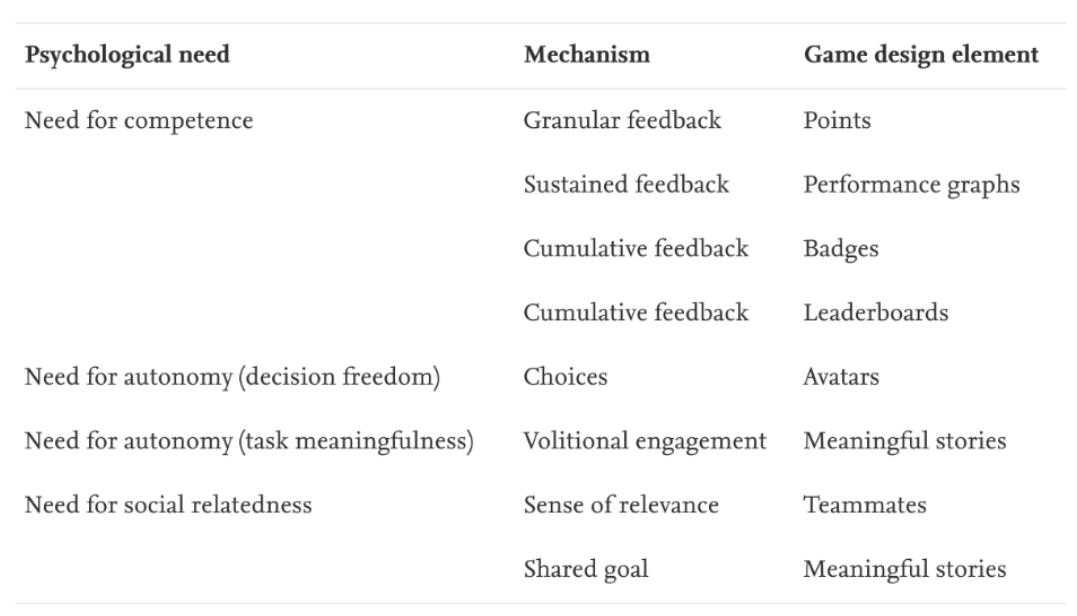 Psychological need Mechanism Game design element
Need for competence Granular feedback Points
Sustained feedback Performance graphs
Cumulative feedback Badges
Cumulative feedback Leaderboards
Need for autonomy (decision freedom) Choices Avatars
Need for autonomy (task meaningfulness) Volitional engagement Meaningful stories
Need for social relatedness Sense of relevance Teammates
Shared goal Meaningful stories